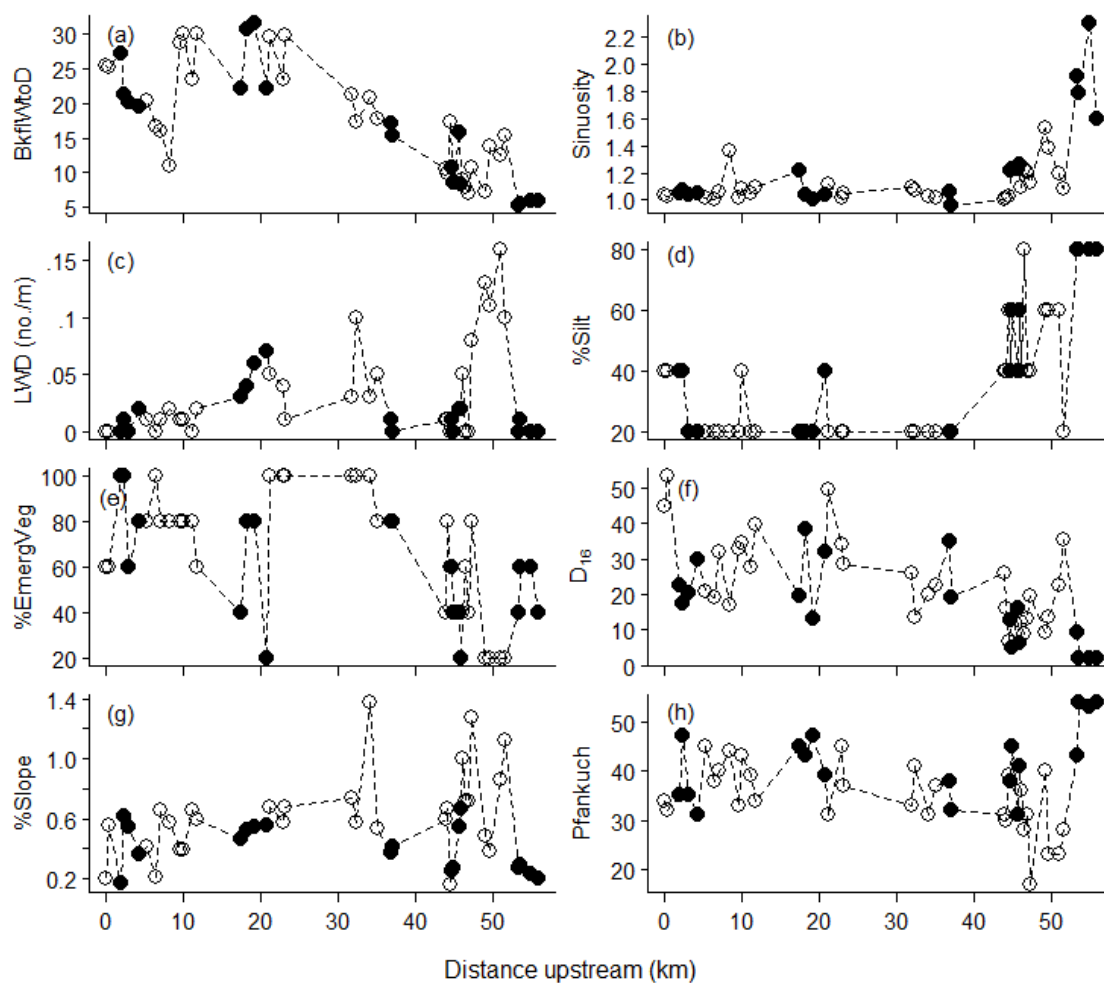 (a)
BkflWtoD
30
25
20
15
10
5
(b)
Sinuosity
2.2
2.0
1.8
1.6
1.4
1.2
1.0
(c)
LWD (no./m)
.15
.1
.05
0
(d)
%Silt
80
60
40
20
(e)
%EmergVeg
100
80
60
40
20
(f)
D₁₆
50
40
30
20
10
0
(g)
%Slope
1.4
1.0
0.6
0.2
0 10 20 30 40 50
(h)
Pfankuch
50
40
30
20
0 10 20 30 40 50
Distance upstream (km)